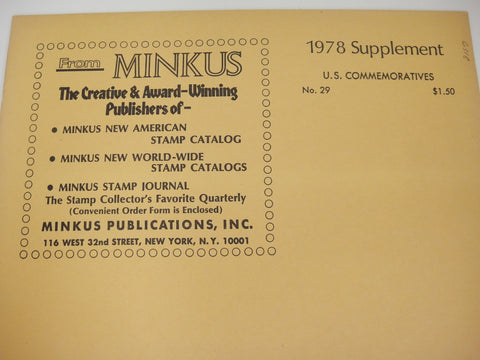 From MINKUS
The Creative & Award-Winning
Publishers of-
• MINKUS NEW AMERICAN
STAMP CATALOG
• MINKUS NEW WORLD-WIDE
STAMP CATALOGS
• MINKUS STAMP JOURNAL
The Stamp Collector's Favorite Quarterly
(Convenient Order Form is Enclosed)
MINKUS PUBLICATIONS, INC.
116 WEST 32nd STREET, NEW YORK, N.Y. 10001
1978 Supplement
U.S. COMMEMORATIVES
No. 29 $1.50